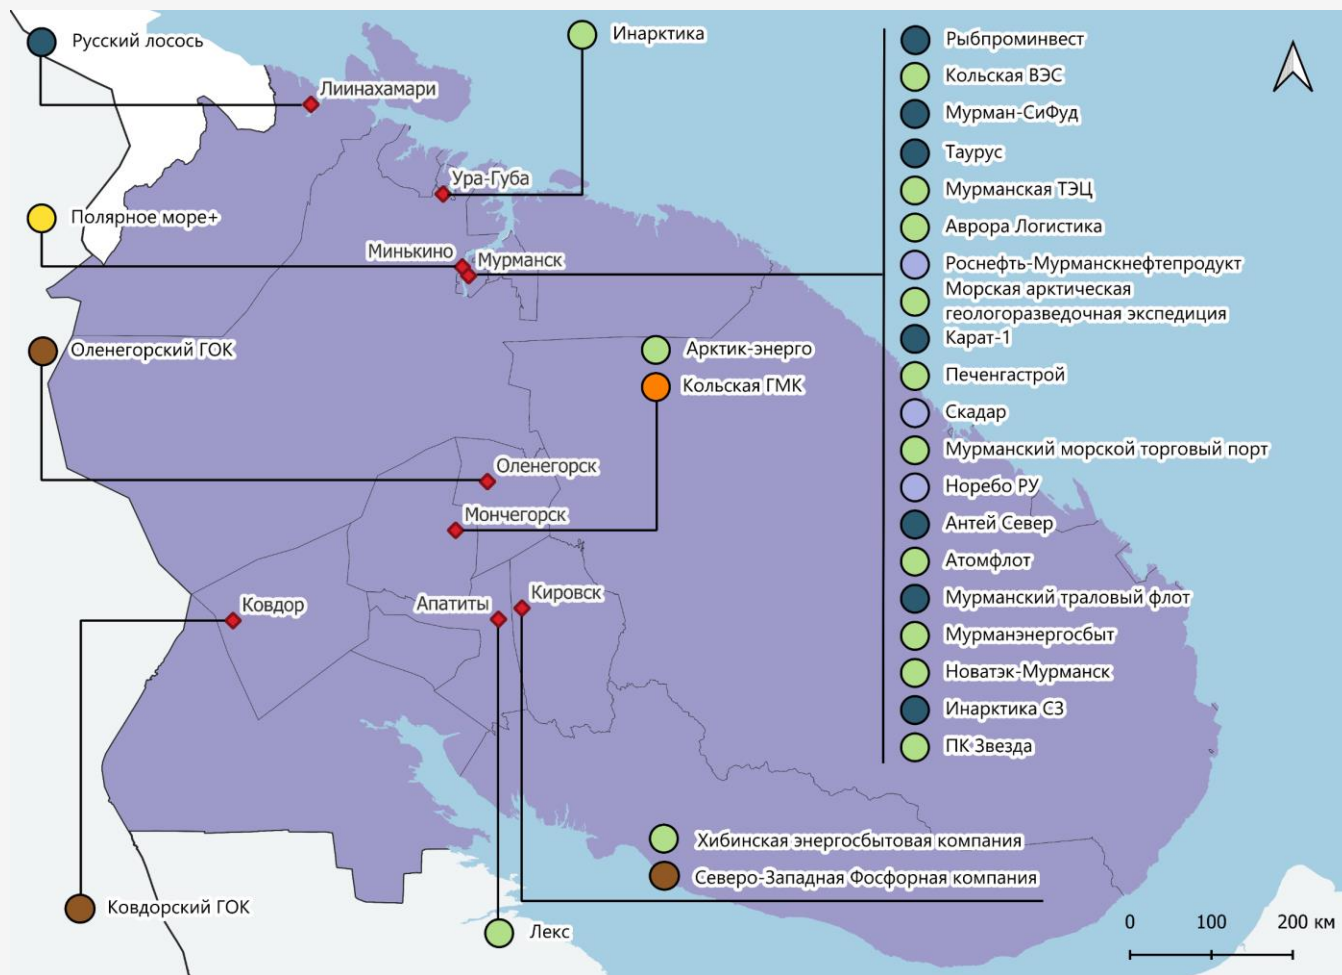 Русский лосось
Инарктика
Лиинахамари
Ура-Губа
Полярное море+
Минькино
Мурманск
Оленегорский ГОК
Арктик-энерго
Кольская ГМК
Оленегорск
Мончегорск
Ковдор
Апатиты
Кировск
Рыбпроминвест
Кольская ВЭС
Мурман-СиФуд
Таурус
Мурманская ТЭЦ
Аврора Логистика
Роснефть-Мурманскнефтепродукт
Морская арктическая
геологоразведочная экспедиция
Карат-1
Печенгастрой
Скадар
Мурманский морской торговый порт
Норебо РУ
Антей Север
Атомфлот
Мурманский траловый флот
Мурманэнергосбыт
Новатэк-Мурманск
Инарктика СЗ
ПК Звезда
Хибинская энергосбытовая компания
Северо-Западная Фосфорная компания
Ковдорский ГОК
Лекс
0 100 200 км